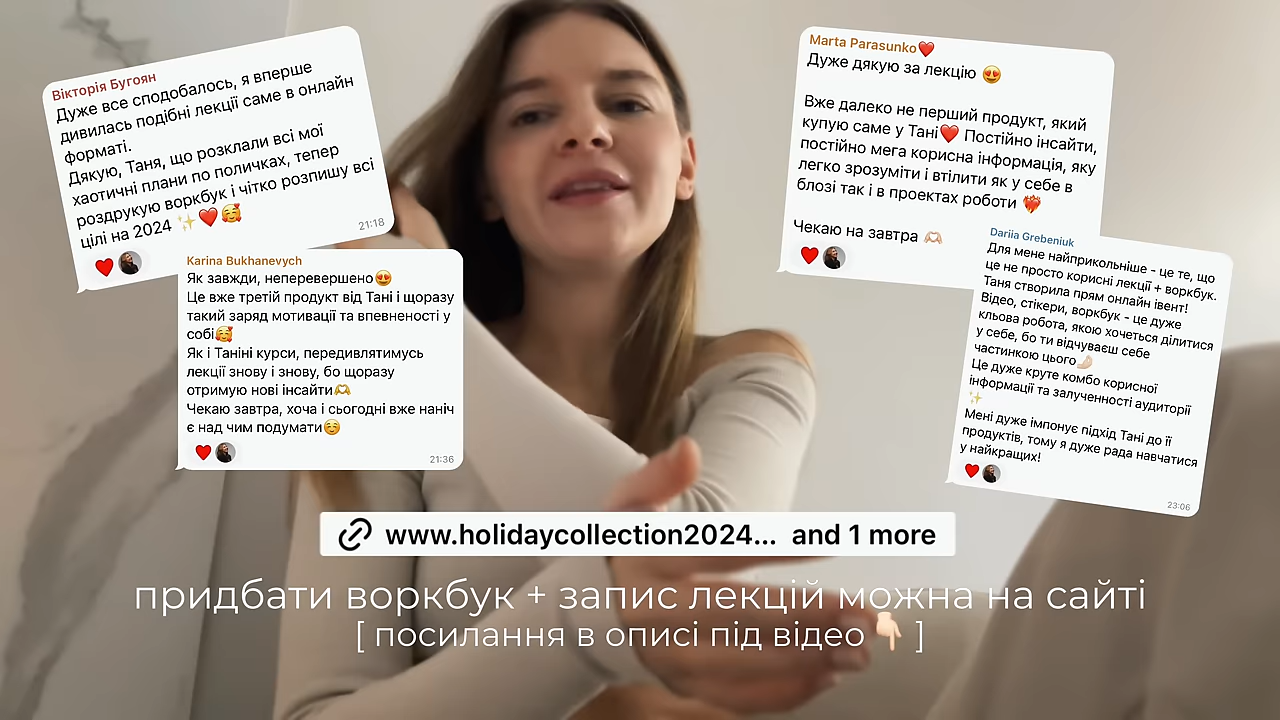 Вікторія Бугоян
Дуже все сподобалось, я вперше
дивилась подібні лекції саме в онлайн
форматі.
Дякую, Таня, що розклали всі мої
хаотичні плани по поличках, тепер
роздрукую воркбук і чітко розпишу всі
цілі на 2024 ✨❤️🥰
21:18
Karina Bukhanevych
Як завжди, неперевершено😍
Це вже третій продукт від Тані і щоразу
такий заряд мотивації та впевненості у
собі🥰
Як і Таніні курси, передивлятимусь
лекції знову і знову, бо щоразу
отримую нові інсайти🫶
Чекаю завтра, хоча і сьогодні вже наніч
є над чим подумати☺️
21:36
Marta Parasunko❤️
Дуже дякую за лекцію 😍
Вже далеко не перший продукт, який
купую саме у Тані❤️ Постійно інсайти,
постійно мега корисна інформація, яку
легко зрозуміти і втілити як у себе в
блозі так і в проектах роботи ❤️‍🔥
Чекаю на завтра 🫶🏻
Dariia Grebeniuk
Для мене найприкольніше - це те, що
це не просто корисні лекції + воркбук.
Таня створила прям онлайн івент!
Відео, стікери, воркбук - це дуже
кльова робота, якою хочеться ділитися
у себе, бо ти відчуваєш себе
частинкою цього🤌🏻
Це дуже круте комбо корисної
інформації та залученності аудиторії
✨
Мені дуже імпонує підхід Тані до її
продуктів, тому я дуже рада навчатися
у найкращих!
23:06
www.holidaycollection2024... and 1 more
придбати воркбук + запис лекцій можна на сайті
[ посилання в описі під відео 👇🏻 ]